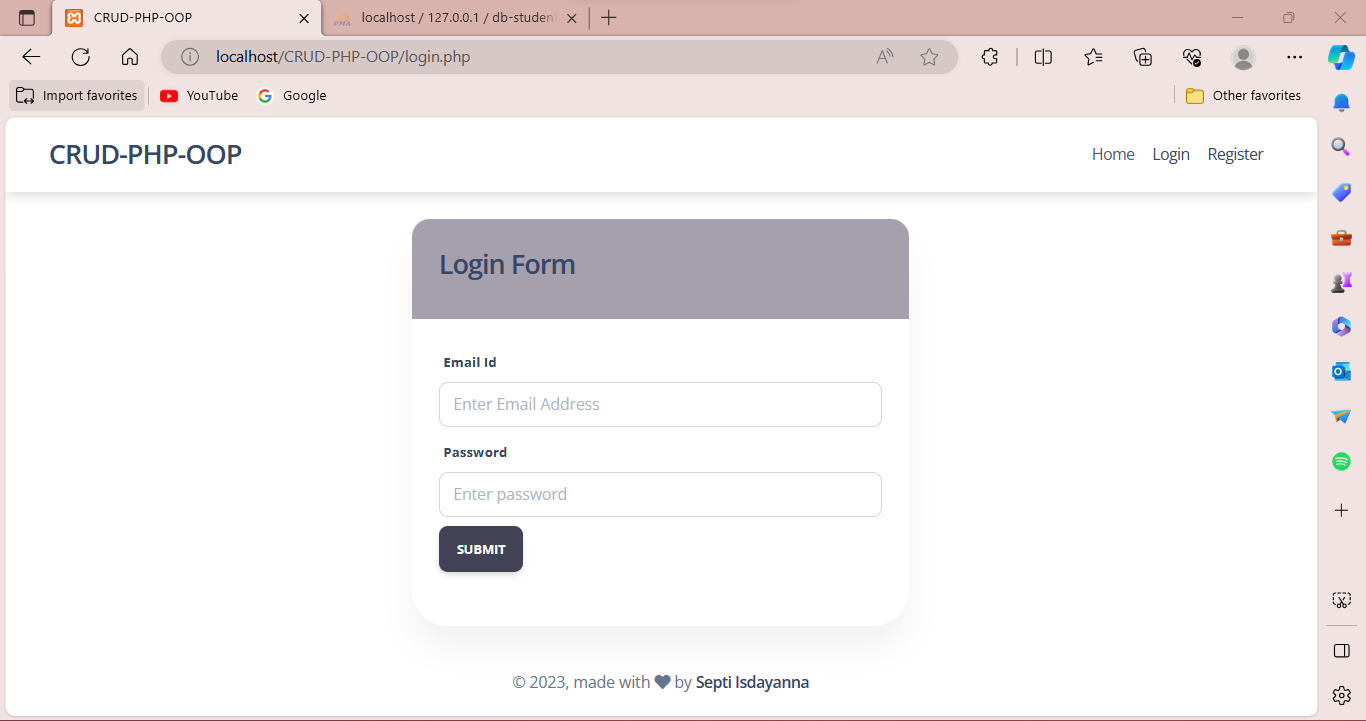 CRUD-PHP-OOP
localhost / 127.0.0.1 / db-studen
localhost/CRUD-PHP-OOP/login.php
Import favorites
YouTube
Google
Other favorites
CRUD-PHP-OOP
Home Login Register
Login Form
Email Id
Enter Email Address
Password
Enter password
SUBMIT
© 2023, made with by Septi Isdayanna